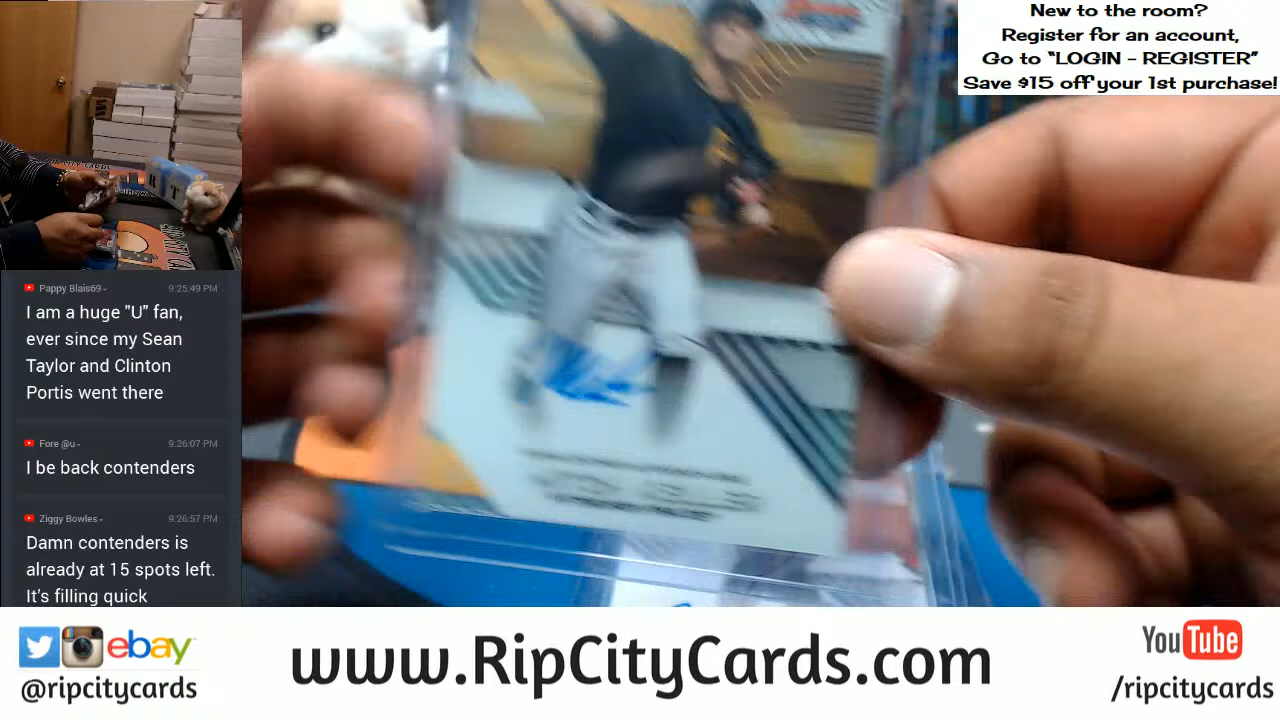 New to the room?
Register for an account,
Go to “LOGIN - REGISTER”
Save $15 off your 1st purchase!
Pappy Blais69
9:25:49 PM
I am a huge "U" fan,
ever since my Sean
Taylor and Clinton
Portis went there
Fore @u
9:26:07 PM
I be back contenders
Ziggy Bowles
9:26:57 PM
Damn contenders is
already at 15 spots left.
It's filling quick
ebay
@ripcitycards
www.RipCityCards.com
YouTube
/ripcitycards